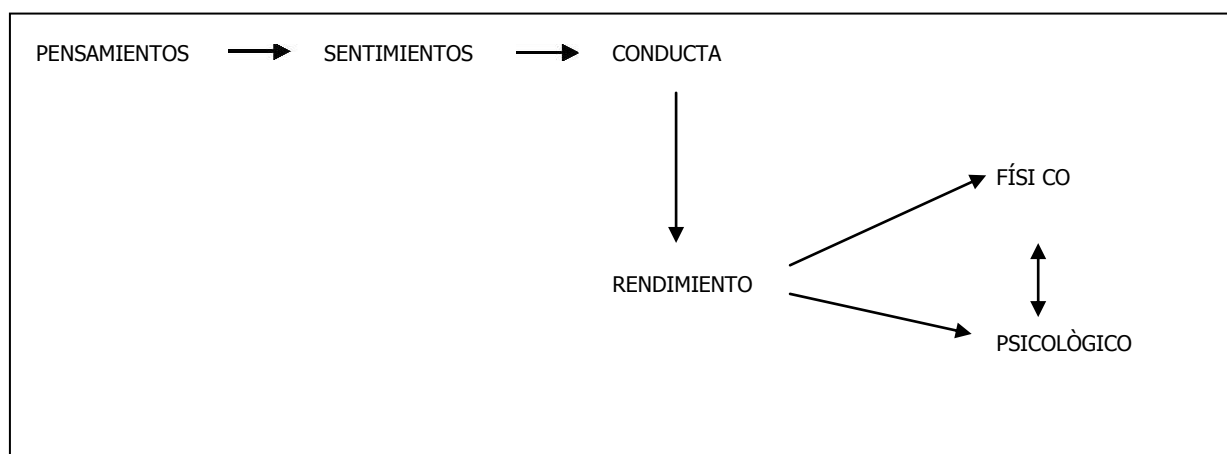 PENSAMIENTOS SENTIMIENTOS CONDUCTA
FÍSI CO
RENDIMIENTO
PSICOLÒGICO